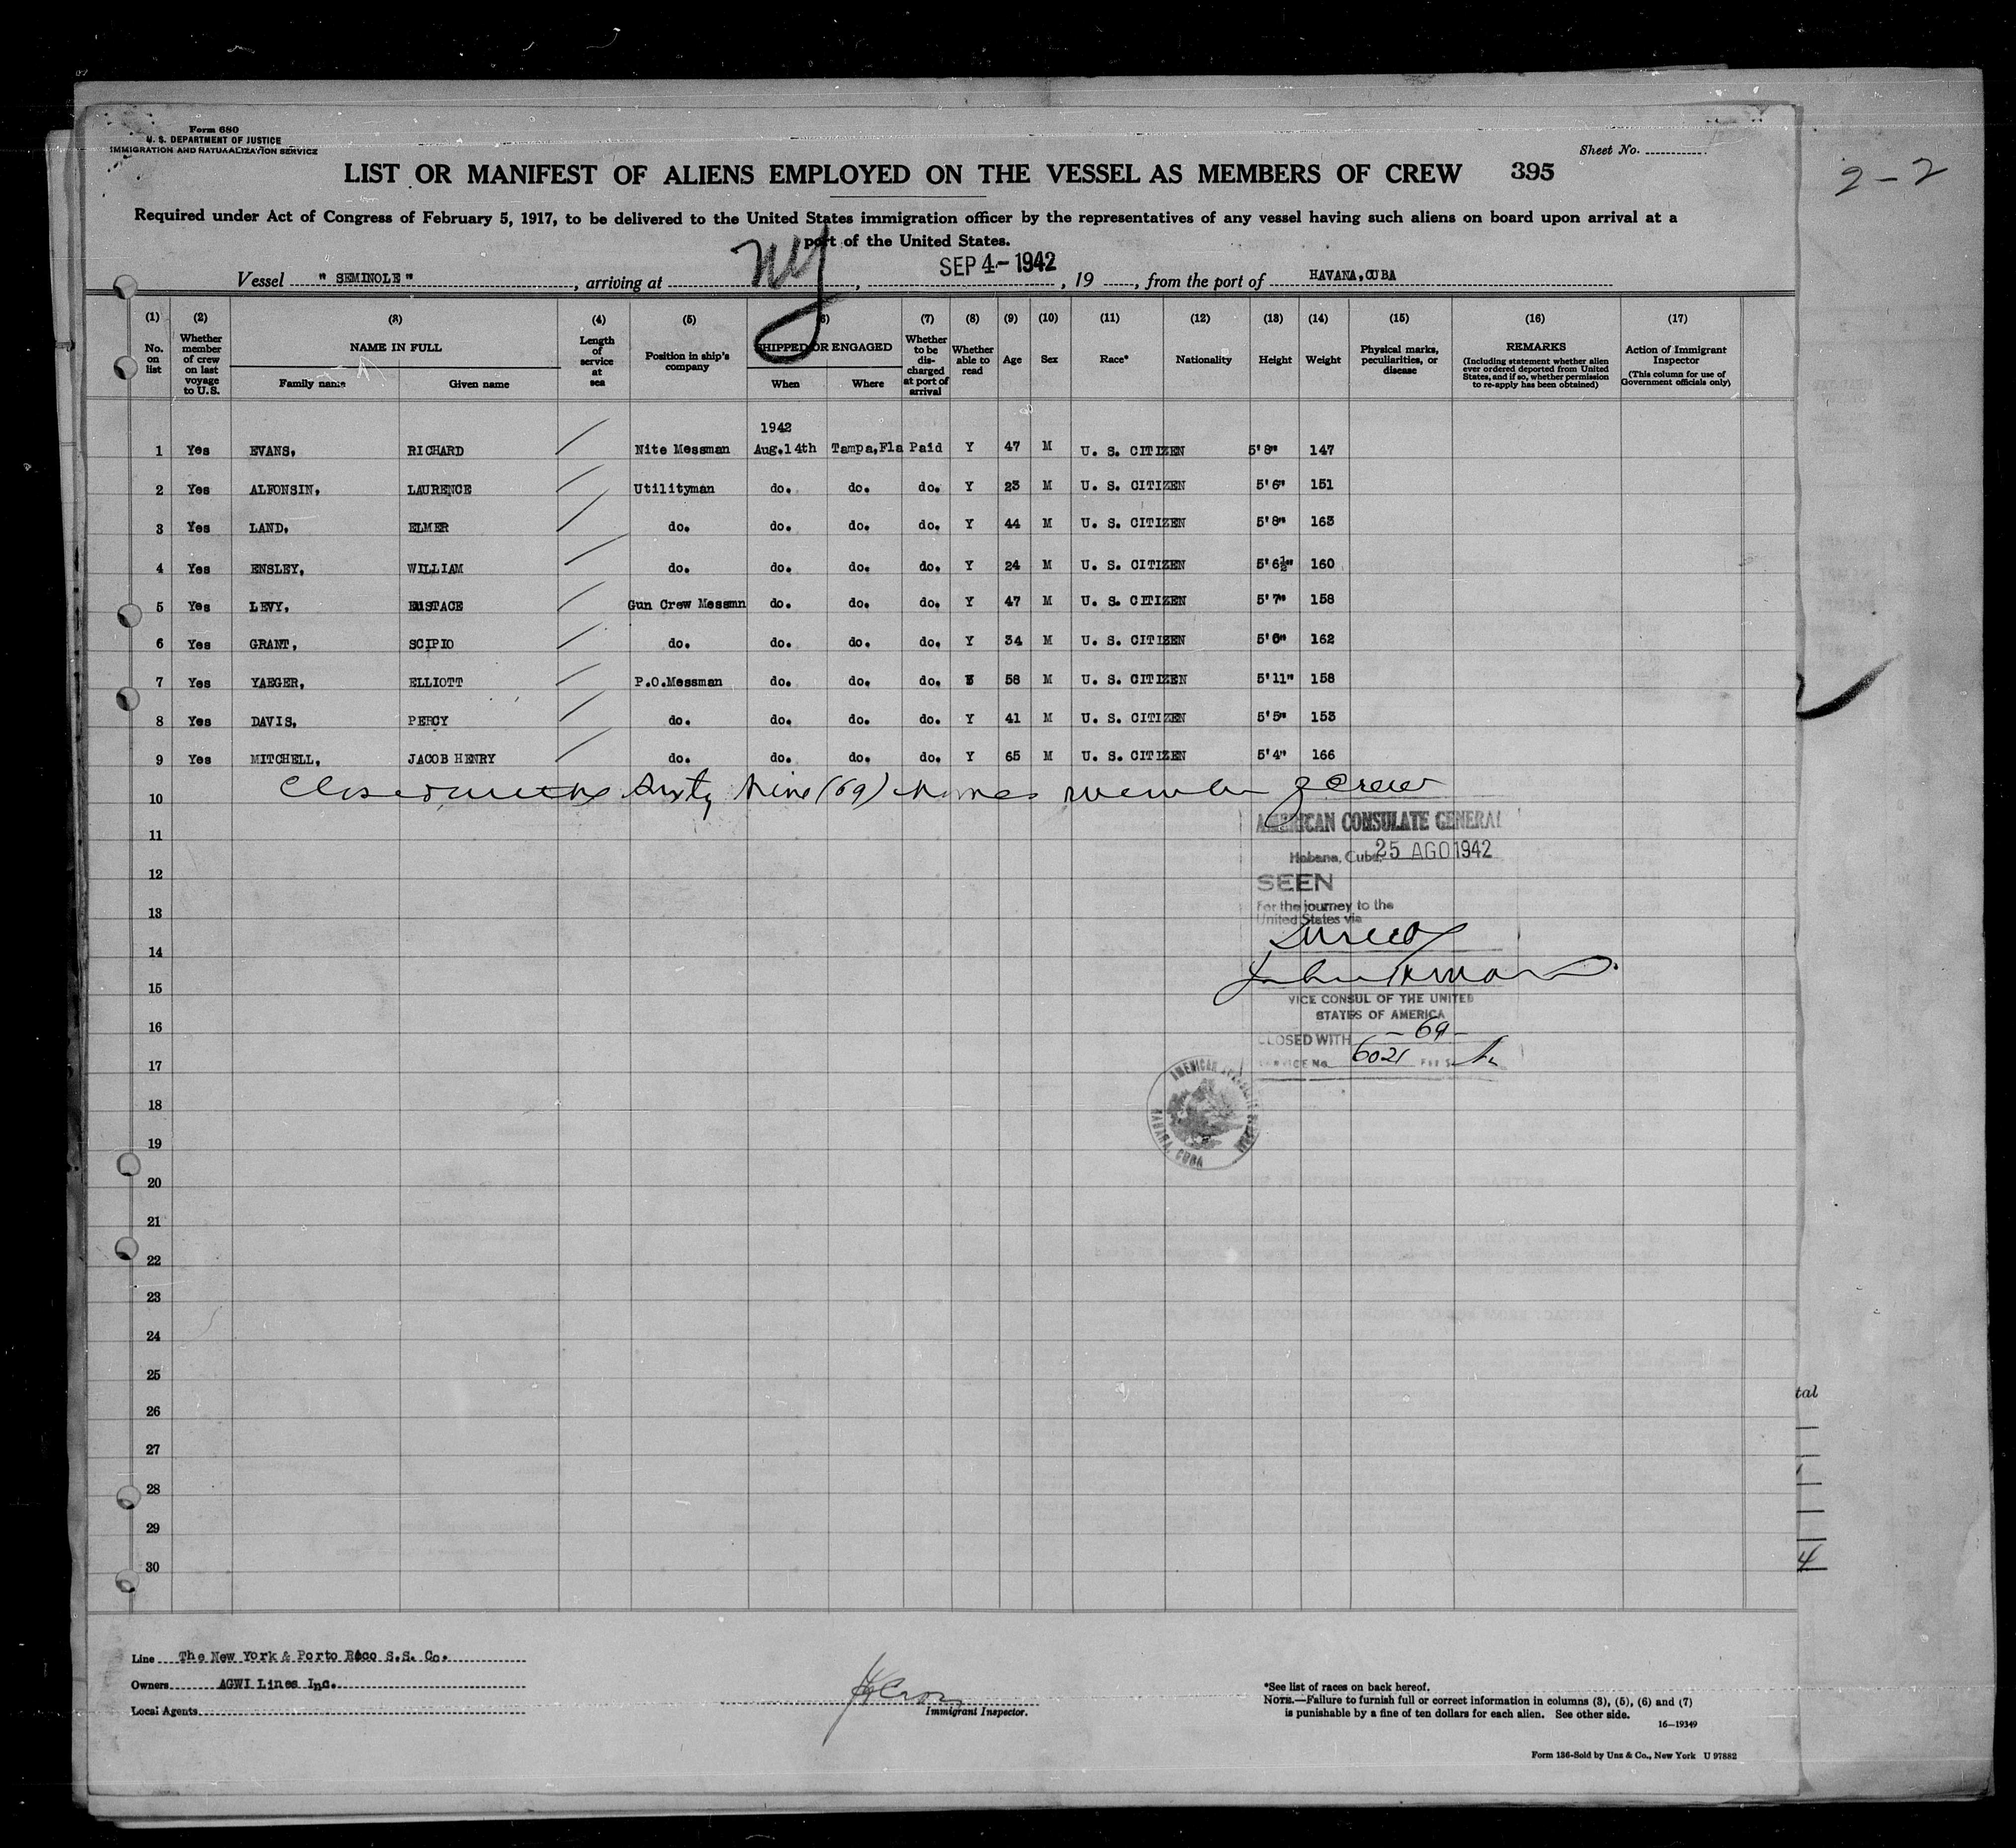 Form 680
U. S. DEPARTMENT OF JUSTICE
IMMIGRATION AND NATURALIZATION SERVICE
Sheet No.
LIST OR MANIFEST OF ALIENS EMPLOYED ON THE VESSEL AS MEMBERS OF CREW 395
2-2
Required under Act of Congress of February 5, 1917, to be delivered to the United States immigration officer by the representatives of any vessel having such aliens on board upon arrival at a
port of the United States.
Vessel " SEMINOLE " , arriving at NY , SEP 4- 1942 , 19 , from the port of HAVANA, CUBA
(1) (2) (3) (4) (5) (6) (7) (8) (9) (10) (11) (12) (13) (14) (15) (16) (17)
No. on list Whether member of crew on last voyage to U.S. NAME IN FULL Family name Given name Length of service at sea Position in ship's company SHIPPED OR ENGAGED When Where Whether to be discharged at port of arrival Whether able to read Age Sex Race* Nationality Height Weight Physical marks, peculiarities, or disease REMARKS (Including statement whether alien ever ordered deported from United States, and if so, whether permission to re-apply has been obtained) Action of Immigrant Inspector (This column for use of Government officials only)
1942
1 Yes EVANS, RICHARD Nite Messman Aug.14th Tampa,Fla Paid Y 47 M U. S. CITIZEN 5'8" 147
2 Yes ALFONSIN, LAURENCE Utilityman do. do. do. Y 23 M U. S. CITIZEN 5'6" 151
3 Yes LAND, ELMER do. do. do. do. Y 44 M U. S. CITIZEN 5'8" 163
4 Yes ENSLEY, WILLIAM do. do. do. do. Y 24 M U. S. CITIZEN 5'6½" 160
5 Yes LEVY, EUSTACE Gun Crew Messmn do. do. do. Y 47 M U. S. CITIZEN 5'7" 158
6 Yes GRANT, SCIPIO do. do. do. do. Y 34 M U. S. CITIZEN 162
7 Yes YAEGER, ELLIOTT P.O.Messman do. do. do. 58 M U. S. CITIZEN 5'11" 158
8 Yes DAVIS, PERCY do. do. do. do. Y 41 M U. S. CITIZEN 5'5" 153
9 Yes MITCHELL, JACOB HENRY do. do. do. do. Y 65 M U. S. CITIZEN 5'4" 166
10 Closed with Sixty Nine (69) names member of crew
11 AMERICAN CONSULATE GENERAL
Habana, Cuba, 25 AGO 1942
12 SEEN
13 For the journey to the
United States via
14
15 VICE CONSUL OF THE UNITED
STATES OF AMERICA
16 CLOSED WITH - 69 -
17 SERVICE No. 6021
AMERICAN CONSULATE GENERAL HABANA, CUBA
18
19
20
21
22
23
24
25
26
27
28
29
30
tal
4
Line The New York & Porto Rico S.S. Co.
Owners AGWI Lines Inc.
Local Agents
Immigrant Inspector.
*See list of races on back hereof.
NOTE.—Failure to furnish full or correct information in columns (3), (5), (6) and (7)
is punishable by a fine of ten dollars for each alien. See other side.
16—19349
Form 136-Sold by Unz & Co., New York U 97882